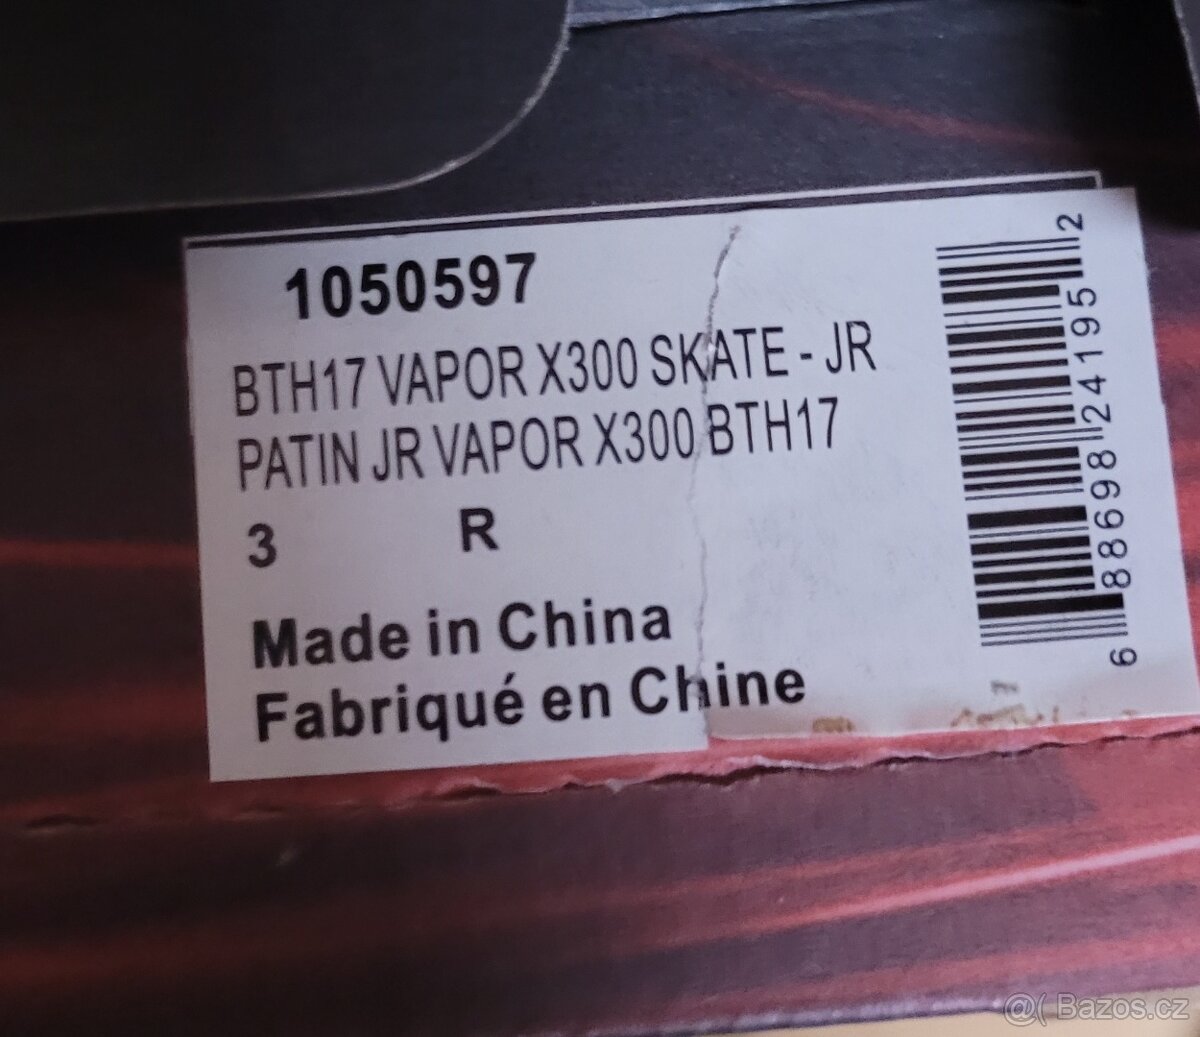 1050597
BTH17 VAPOR X300 SKATE - JR
PATIN JR VAPOR X300 BTH17
3 R
Made in China
Fabriqué en Chine
6 88698 24195 2
@( Bazos.cz